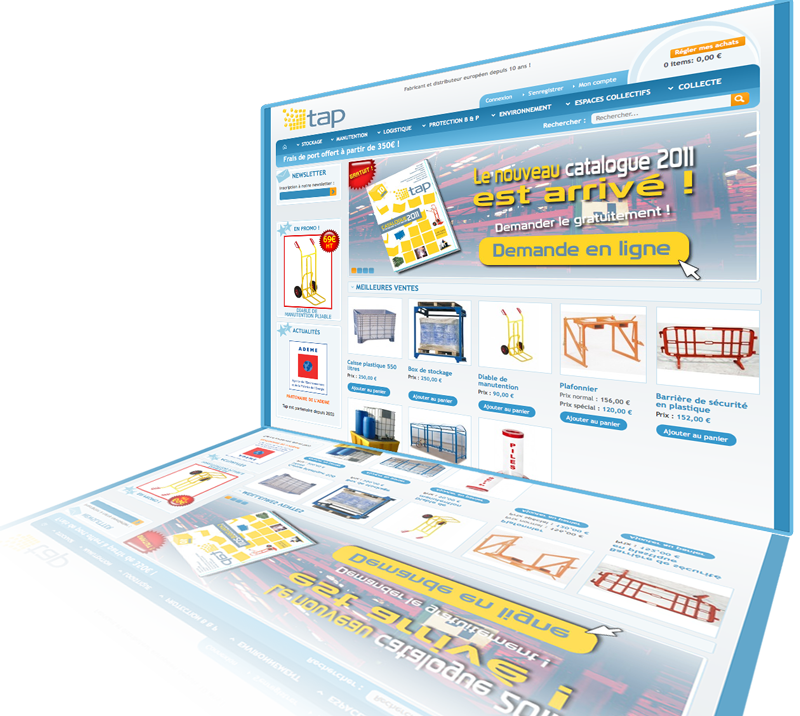 Fabricant et distributeur européen depuis 10 ans !
Régler mes achats
0 Items: 0,00 €
Connexion
S'enregistrer
Mon compte
tap
STOCKAGE
MANUTENTION
LOGISTIQUE
PROTECTION B & P
ENVIRONNEMENT
ESPACES COLLECTIFS
COLLECTE
Frais de port offert à partir de 350€ !
Rechercher :
Rechercher...
NEWSLETTER
Inscription à notre newsletter :
GRATUIT !
tap
CATALOGUE 2011
Le nouveau catalogue 2011
est arrivé !
Demander le gratuitement !
Demande en ligne
EN PROMO !
69€
HT
DIABLE DE
MANUTENTION PLIABLE
MEILLEURES VENTES
ACTUALITÉS
ADEME
PARTENAIRE DE L'ADEME
Caisse plastique 550
litres
Prix : 250,00 €
Ajouter au panier
Box de stockage
Prix : 250,00 €
Ajouter au panier
Diable de
manutention
Prix : 90,00 €
Ajouter au panier
Plafonnier
Prix normal : 156,00 €
Prix spécial : 120,00 €
Ajouter au panier
Barrière de sécurité
en plastique
Prix : 152,00 €
Ajouter au panier
PILES